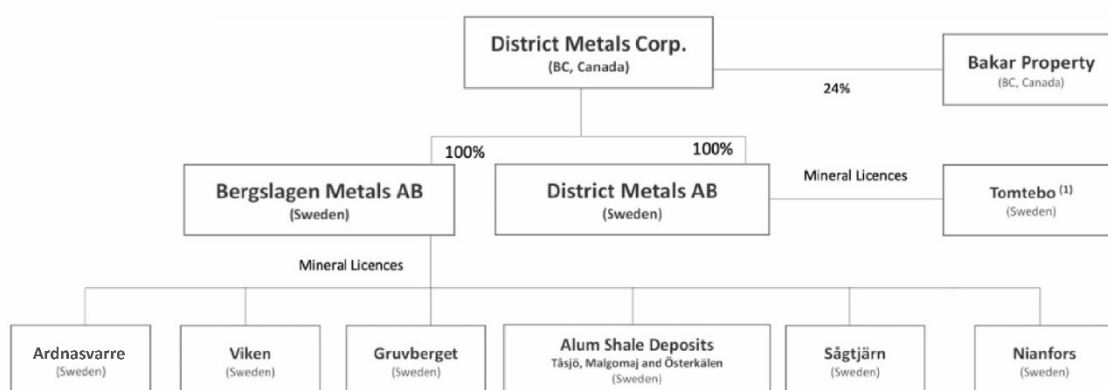 District Metals Corp.
(BC, Canada)
Bakar Property
(BC, Canada)
24%
100%
100%
Bergslagen Metals AB
(Sweden)
District Metals AB
(Sweden)
Mineral Licences
Tomtebo (1)
(Sweden)
Mineral Licences
Ardnasvarre
(Sweden)
Viken
(Sweden)
Gruvberget
(Sweden)
Alum Shale Deposits
Tåsjö, Malgomaj and Österkälen
(Sweden)
Sågtjärn
(Sweden)
Nianfors
(Sweden)